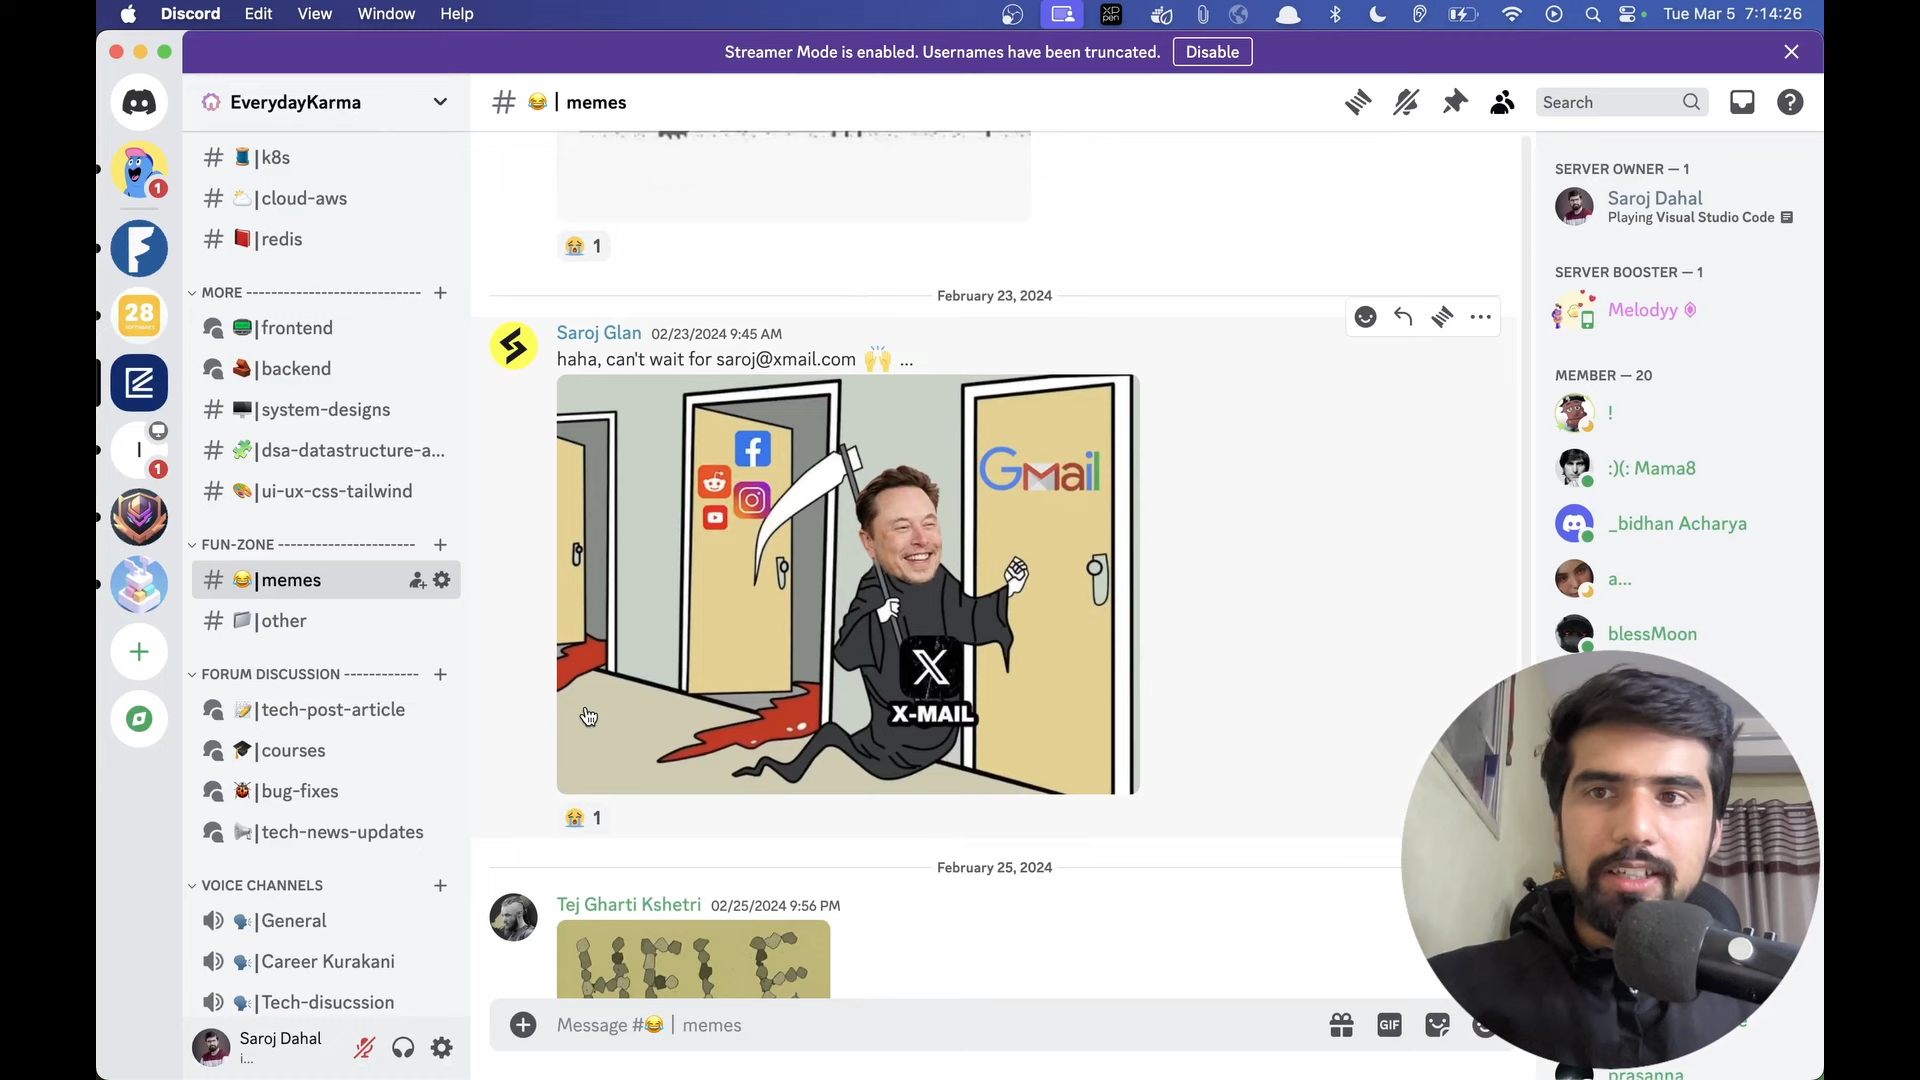 Discord Edit View Window Help
XP
pen
Tue Mar 5 7:14:26
Streamer Mode is enabled. Usernames have been truncated. Disable
EverydayKarma
# 😂 | memes
Search
# 🧵|k8s
# 🌥️|cloud-aws
# 📕|redis
MORE --------------------------- +
📟|frontend
🧰|backend
# 🖥️|system-designs
# 🧩|dsa-datastructure-a...
# 🎨|ui-ux-css-tailwind
FUN-ZONE --------------------- +
# 😂|memes
# 📁|other
FORUM DISCUSSION ------------ +
📝|tech-post-article
🎓|courses
🐞|bug-fixes
📢|tech-news-updates
VOICE CHANNELS +
🗣️|General
🗣️|Career Kurakani
🗣️|Tech-disucssion
Saroj Dahal
i...
1
28
SOFTWARES
1
😭 1
February 23, 2024
Saroj Glan 02/23/2024 9:45 AM
haha, can't wait for saroj@xmail.com 🙌 ...
Gmail
X
X-MAIL
😭 1
February 25, 2024
Tej Gharti Kshetri 02/25/2024 9:56 PM
HELE
Message #😂 | memes
GIF
SERVER OWNER — 1
Saroj Dahal
Playing Visual Studio Code
SERVER BOOSTER — 1
Melodyy
MEMBER — 20
!
:)(: Mama8
_bidhan Acharya
a...
blessMoon
prasanna